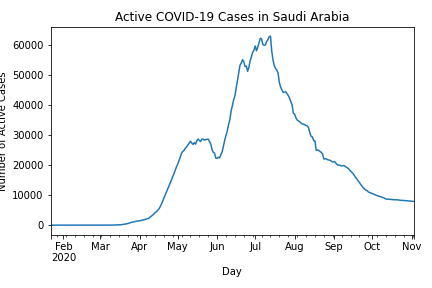 Active COVID-19 Cases in Saudi Arabia
Number of Active Cases
60000
50000
40000
30000
20000
10000
0
Feb Mar Apr May Jun Jul Aug Sep Oct Nov
2020
Day